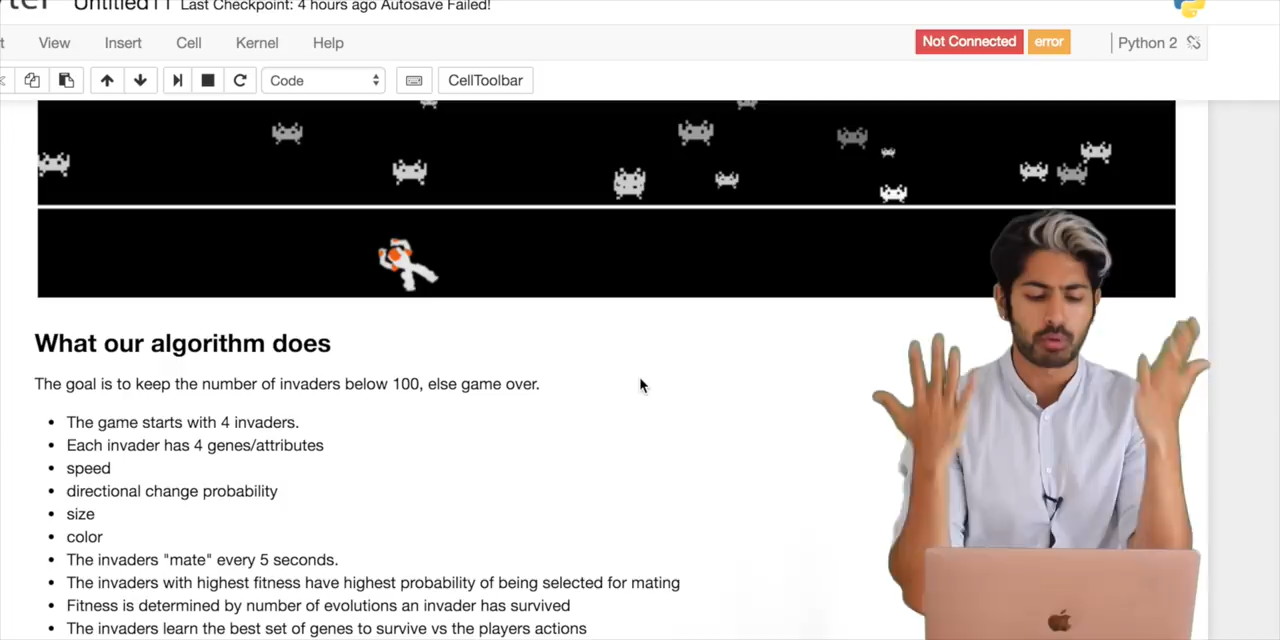 Untitled11 Last Checkpoint: 4 hours ago Autosave Failed!
View Insert Cell Kernel Help Not Connected error Python 2
Code CellToolbar
What our algorithm does
The goal is to keep the number of invaders below 100, else game over.
• The game starts with 4 invaders.
• Each invader has 4 genes/attributes
• speed
• directional change probability
• size
• color
• The invaders "mate" every 5 seconds.
• The invaders with highest fitness have highest probability of being selected for mating
• Fitness is determined by number of evolutions an invader has survived
• The invaders learn the best set of genes to survive vs the players actions